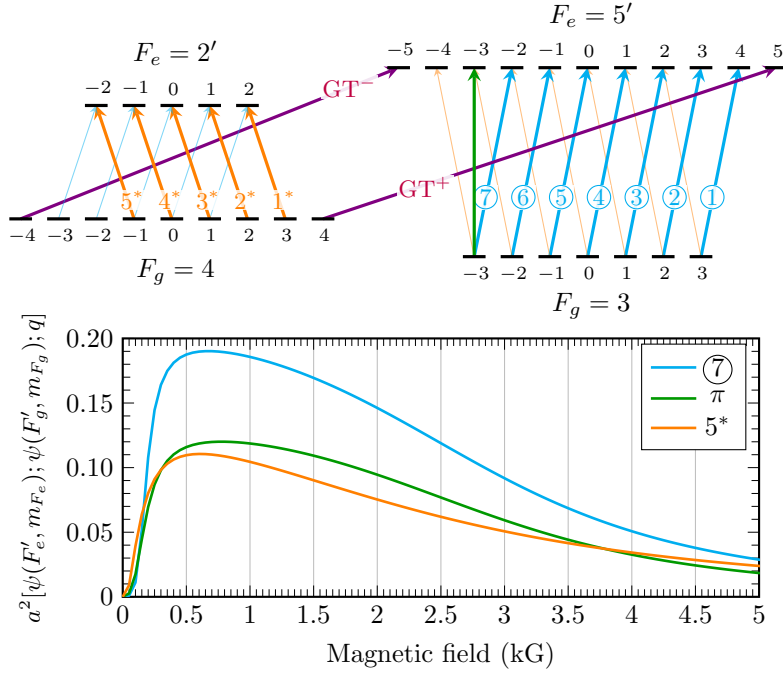 F_e = 5′
F_e = 2′
−5 −4 −3 −2 −1 0 1 2 3 4 5
−2 −1 0 1 2
GT⁻
GT⁺
5* 4* 3* 2* 1*
⑦ ⑥ ⑤ ④ ③ ② ①
−4 −3 −2 −1 0 1 2 3 4
−3 −2 −1 0 1 2 3
F_g = 4
F_g = 3
a²[ψ(F′_e, m_{F_e}); ψ(F′_g, m_{F_g}); q]
0.20
0.15
0.10
0.05
0
⑦
π
5*
0 0.5 1 1.5 2 2.5 3 3.5 4 4.5 5
Magnetic field (kG)